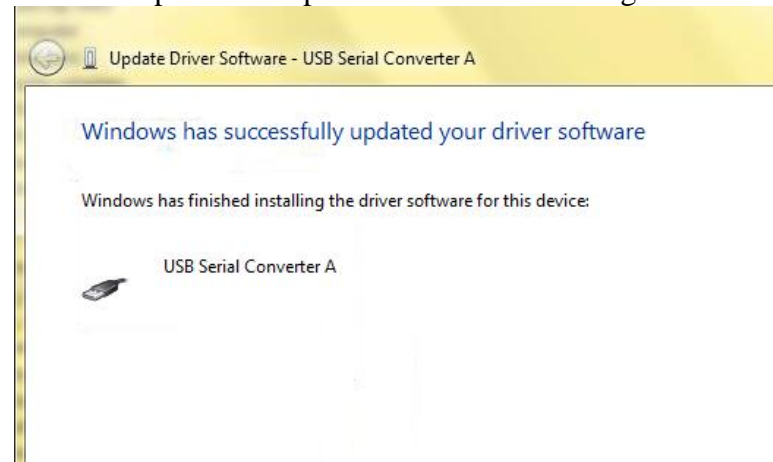 Update Driver Software - USB Serial Converter A
Windows has successfully updated your driver software
Windows has finished installing the driver software for this device:
USB Serial Converter A